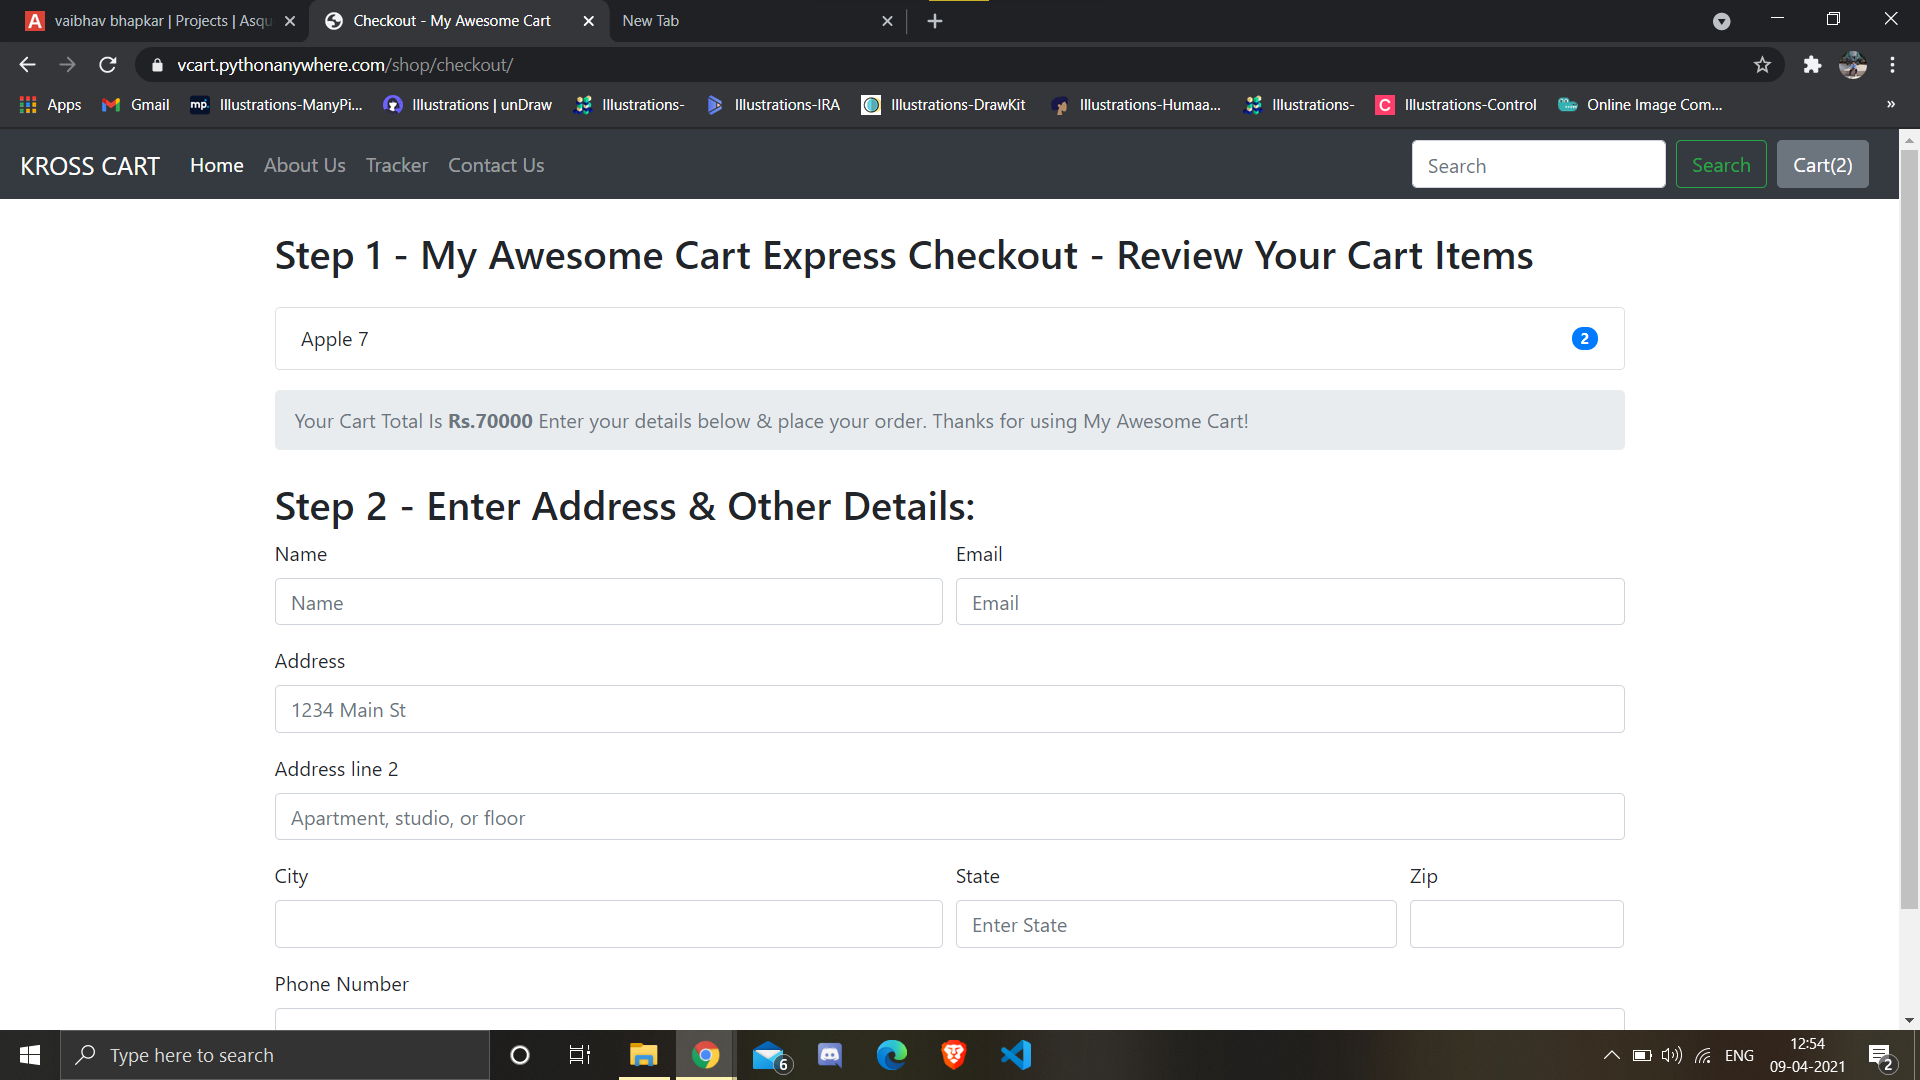 vaibhav bhapkar | Projects | Asqu
Checkout - My Awesome Cart
New Tab
vcart.pythonanywhere.com/shop/checkout/
Apps
Gmail
mp.
Illustrations-ManyPi...
Illustrations | unDraw
Illustrations-
Illustrations-IRA
Illustrations-DrawKit
Illustrations-Humaa...
Illustrations-
C
Illustrations-Control
Online Image Com...
»
KROSS CART
Home
About Us
Tracker
Contact Us
Search
Search
Cart(2)
Step 1 - My Awesome Cart Express Checkout - Review Your Cart Items
Apple 7
2
Your Cart Total Is Rs.70000 Enter your details below & place your order. Thanks for using My Awesome Cart!
Step 2 - Enter Address & Other Details:
Name
Email
Name
Email
Address
1234 Main St
Address line 2
Apartment, studio, or floor
City
State
Zip
Enter State
Phone Number
Type here to search
6
ENG
12:54
09-04-2021
2